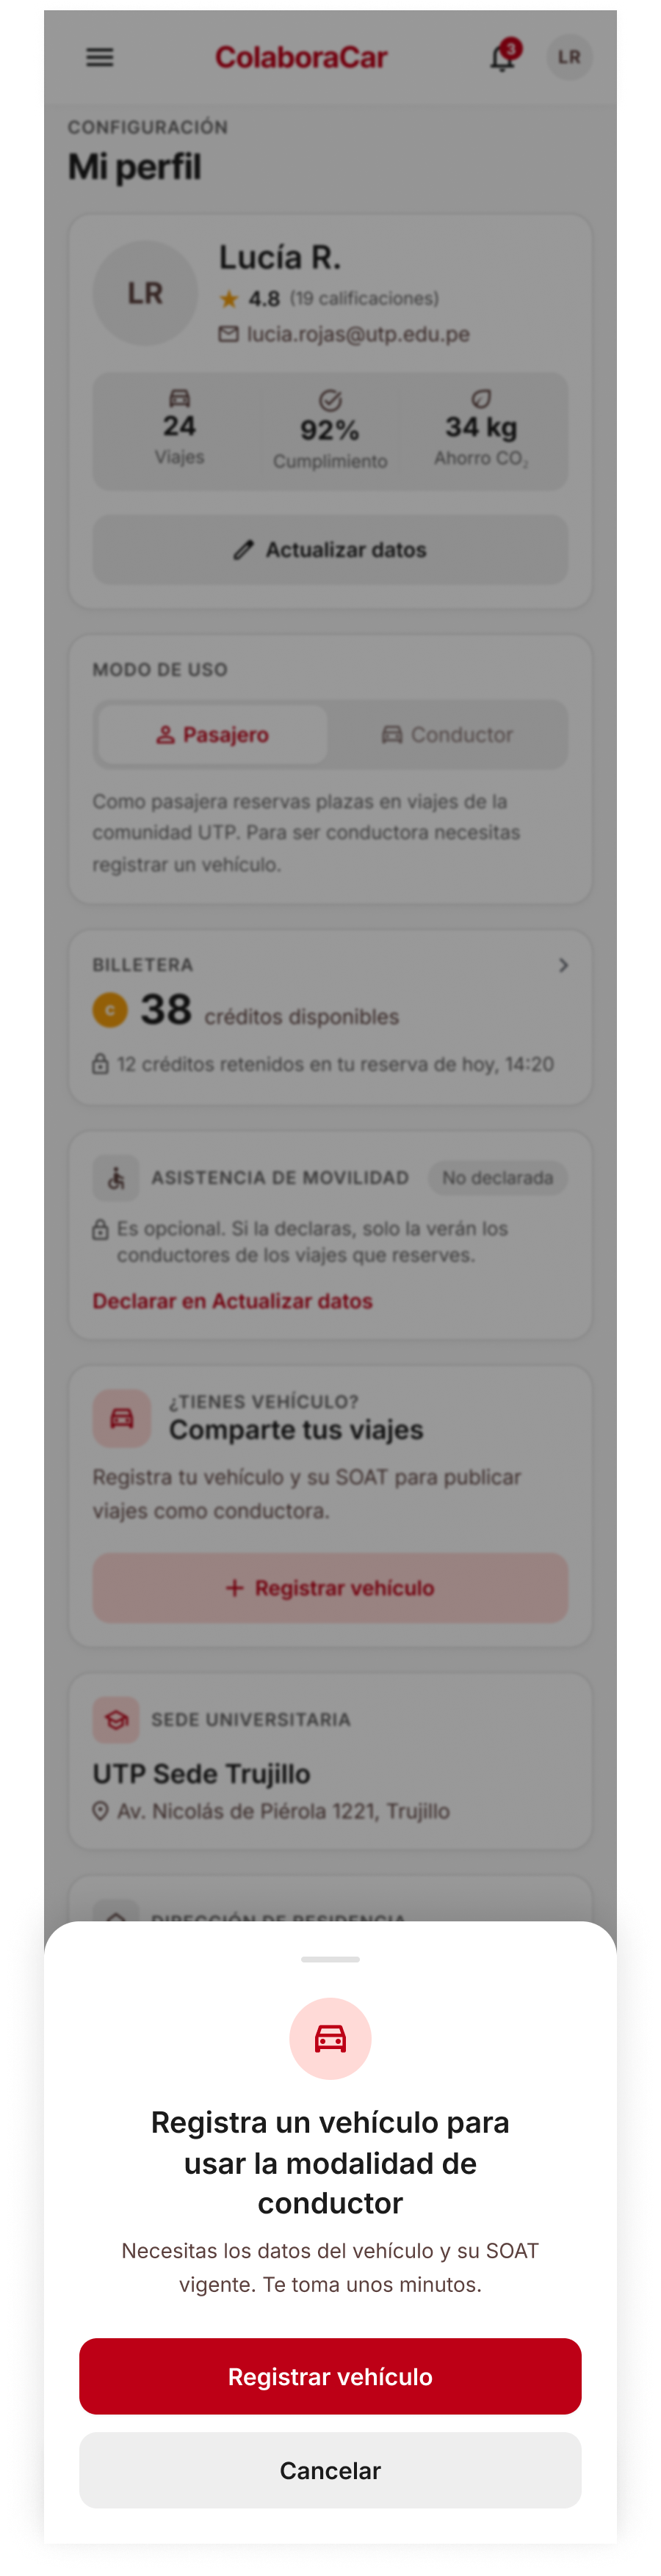 ColaboraCar
3
LR
CONFIGURACIÓN
Mi perfil
LR
Lucía R.
4.8 (19 calificaciones)
lucia.rojas@utp.edu.pe
24
Viajes
92%
Cumplimiento
34 kg
Ahorro CO₂
Actualizar datos
MODO DE USO
Pasajero
Conductor
Como pasajera reservas plazas en viajes de la
comunidad UTP. Para ser conductora necesitas
registrar un vehículo.
BILLETERA
C
38 créditos disponibles
12 créditos retenidos en tu reserva de hoy, 14:20
ASISTENCIA DE MOVILIDAD
No declarada
Es opcional. Si la declaras, solo la verán los
conductores de los viajes que reserves.
Declarar en Actualizar datos
¿TIENES VEHÍCULO?
Comparte tus viajes
Registra tu vehículo y su SOAT para publicar
viajes como conductora.
Registrar vehículo
SEDE UNIVERSITARIA
UTP Sede Trujillo
Av. Nicolás de Piérola 1221, Trujillo
DIRECCIÓN DE RESIDENCIA
Registra un vehículo para
usar la modalidad de
conductor
Necesitas los datos del vehículo y su SOAT
vigente. Te toma unos minutos.
Registrar vehículo
Cancelar